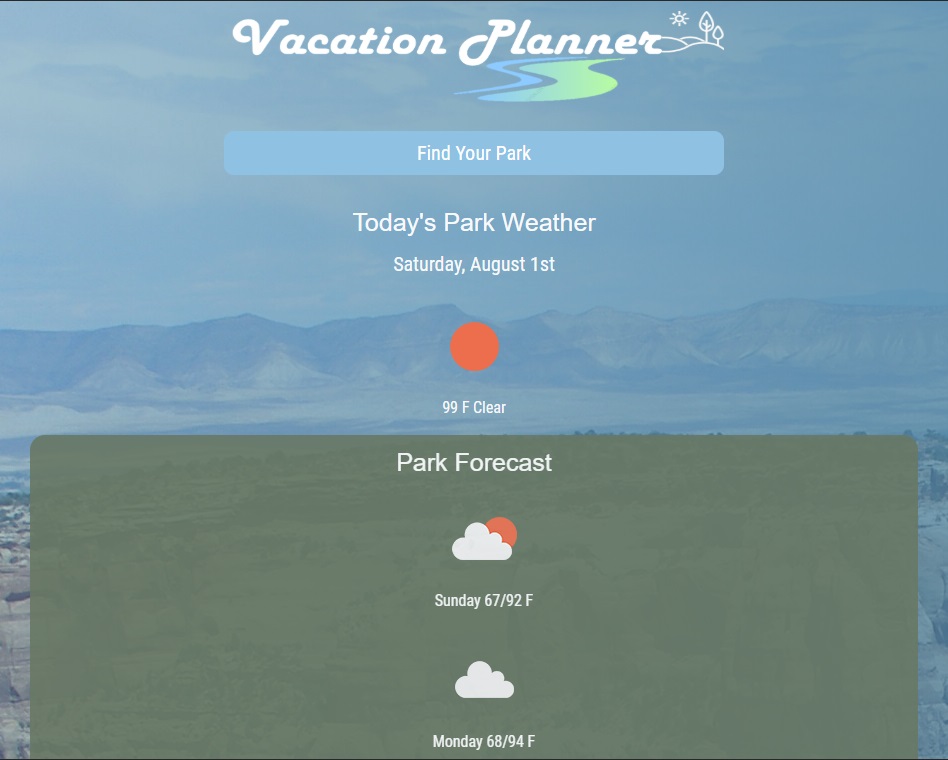 Vacation Planner
Find Your Park
Today's Park Weather
Saturday, August 1st
99 F Clear
Park Forecast
Sunday 67/92 F
Monday 68/94 F